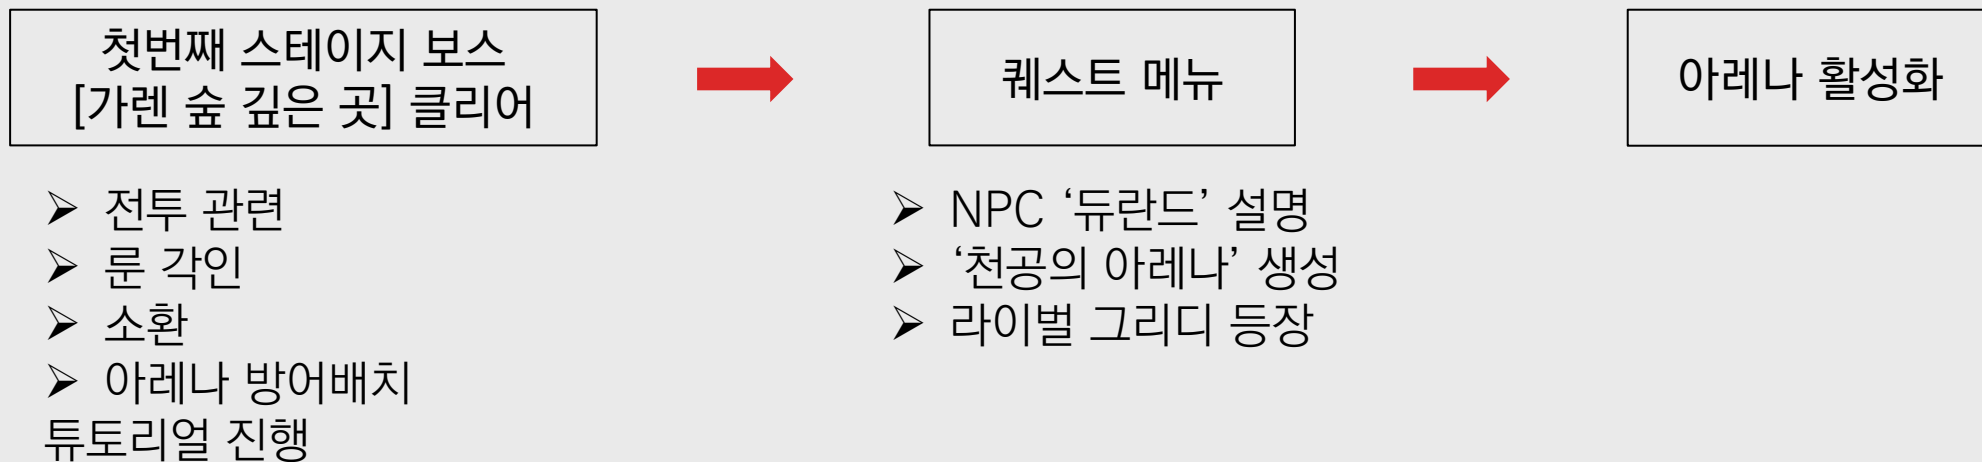 첫번째 스테이지 보스
[가렌 숲 깊은 곳] 클리어
퀘스트 메뉴
아레나 활성화
➢ 전투 관련
➢ 룬 각인
➢ 소환
➢ 아레나 방어배치
튜토리얼 진행
➢ NPC ‘듀란드’ 설명
➢ ‘천공의 아레나’ 생성
➢ 라이벌 그리디 등장